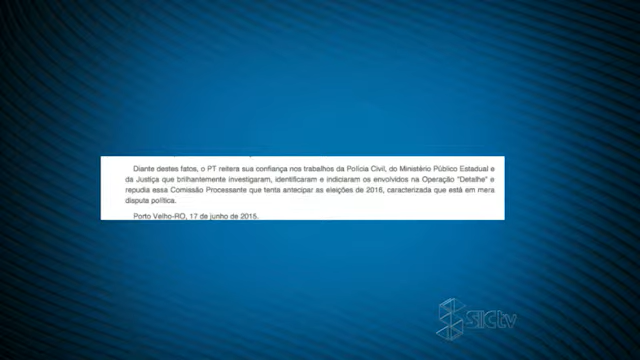 Diante destes fatos, o PT reitera sua confiança nos trabalhos da Polícia Civil, do Ministério Público Estadual e
da Justiça que brilhantemente investigaram, identificaram e indiciaram os envolvidos na Operação "Detalhe" e
repudia essa Comissão Processante que tenta antecipar as eleições de 2016, caracterizada que está em mera
disputa política.
Porto Velho-RO, 17 de junho de 2015.
SICtv